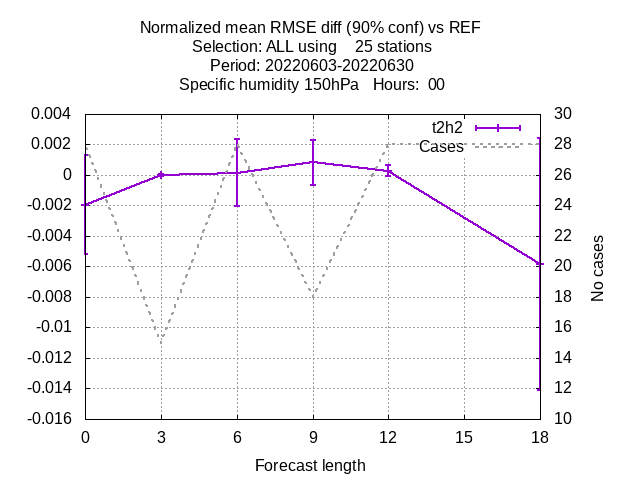 Normalized mean RMSE diff (90% conf) vs REF
Selection: ALL using    25 stations
Period: 20220603-20220630
Specific humidity 150hPa   Hours:  00
0.004
0.002
0
-0.002
-0.004
-0.006
-0.008
-0.01
-0.012
-0.014
-0.016
t2h2
Cases
30
28
26
24
22
20
18
16
14
12
10
No cases
0 3 6 9 12 15 18
Forecast length